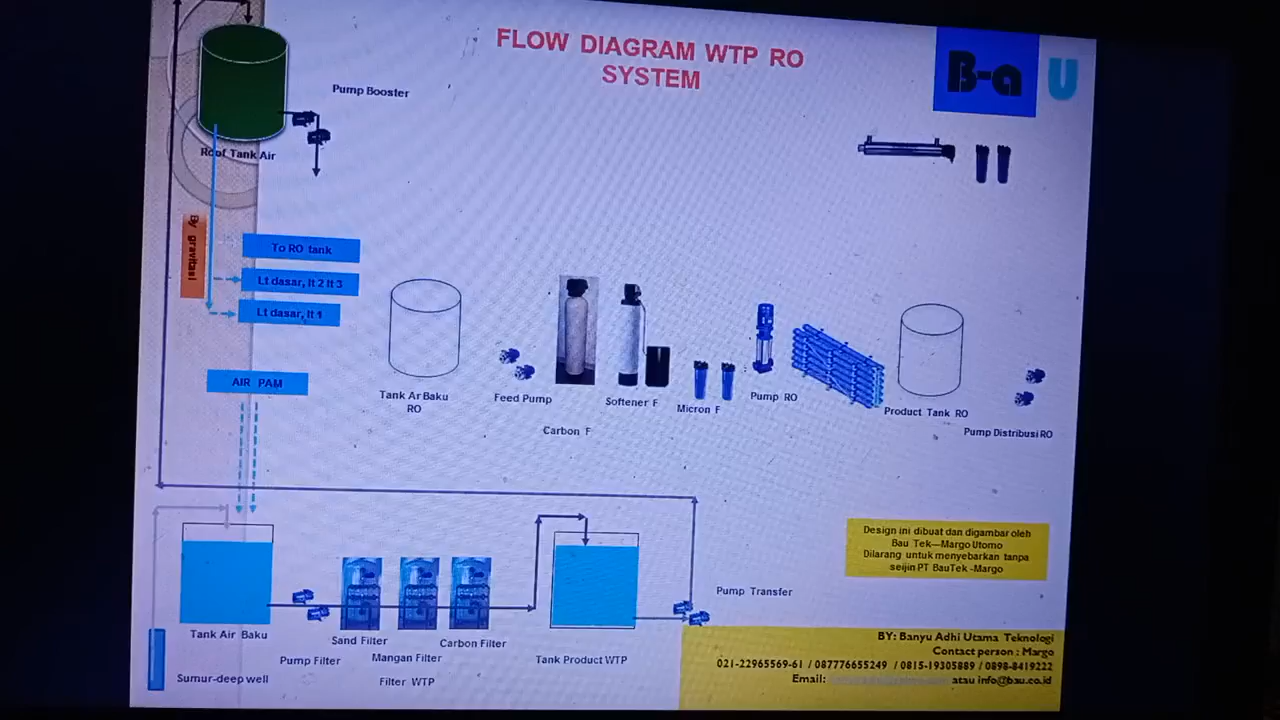 FLOW DIAGRAM WTP RO
SYSTEM
B-a U
Pump Booster
Roof Tank Air
By gravitasi
To RO tank
Lt dasar, lt 2 lt 3
Lt dasar, lt 1
AIR PAM
Tank Ar Baku
RO
Feed Pump
Carbon F
Softener F
Micron F
Pump RO
Product Tank RO
Pump Distribusi RO
Design ini dibuat dan digambar oleh
Bau Tek—Margo Utomo
Dilarang untuk menyebarkan tanpa
seijin PT BauTek -Margo
Tank Air Baku
Pump Filter
Sand Filter
Mangan Filter
Carbon Filter
Filter WTP
Tank Product WTP
Pump Transfer
Sumur-deep well
BY: Banyu Adhi Utama Teknologi
Contact person : Margo
021-22965569-61 / 087776655249 / 0815-19305889 / 0898-8419222
Email: atau info@bau.co.id